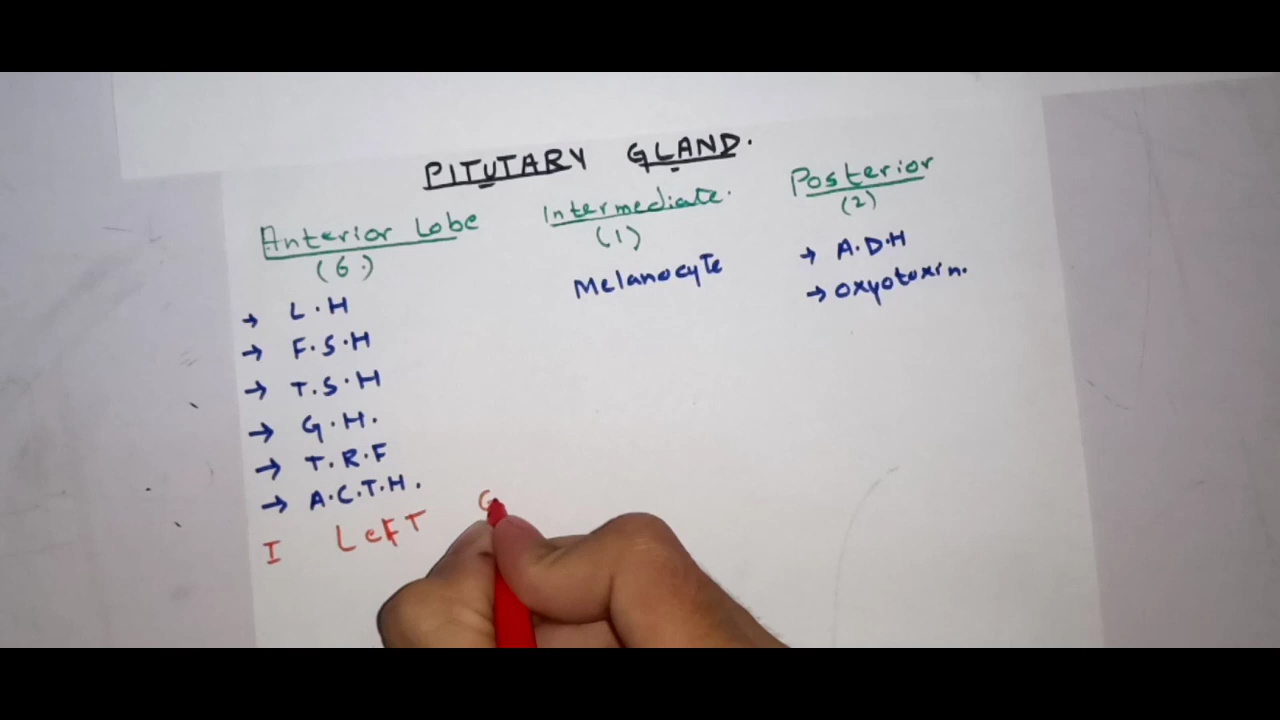 PITUTARY GLAND.
Anterior Lobe
(6.)
→ L.H
→ F.S.H
→ T.S.H
→ G.H.
→ T.R.F
→ A.C.T.H.
I LeFT G
Intermediate.
(1)
Melanocyte
Posterior
(2)
→ A.D.H
→ oxyotoxin.